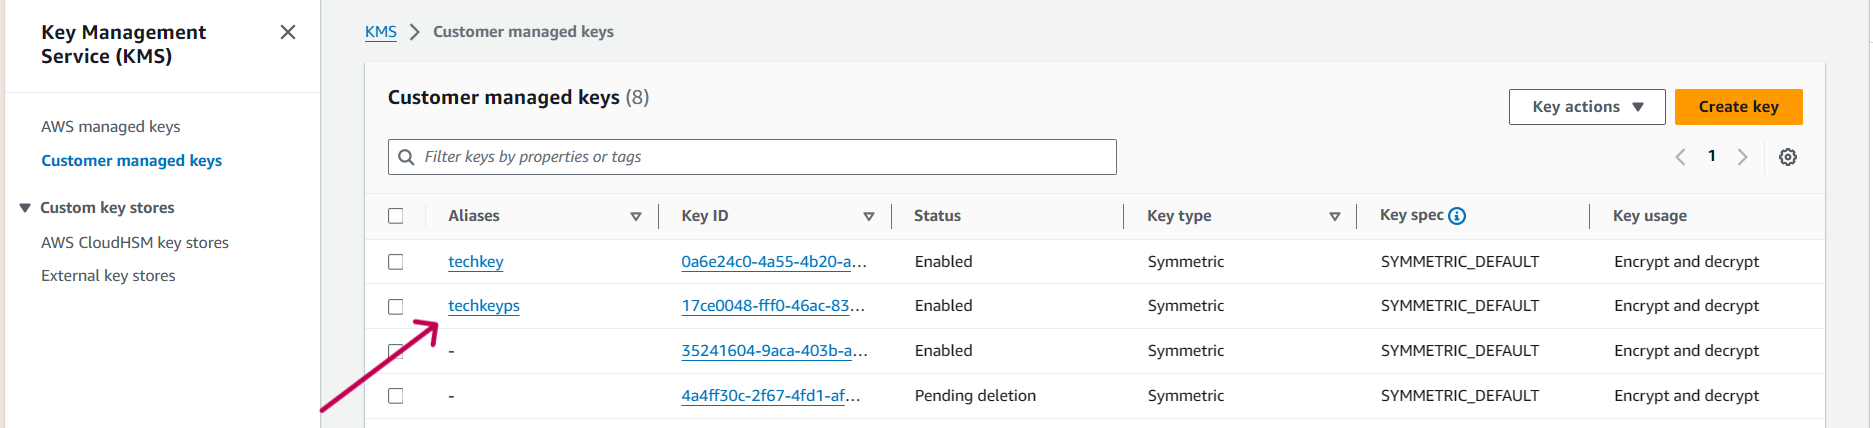 Key Management
Service (KMS)
AWS managed keys
Customer managed keys
Custom key stores
AWS CloudHSM key stores
External key stores
KMS > Customer managed keys
Customer managed keys (8)
Key actions
Create key
Filter keys by properties or tags
1
Aliases Key ID Status Key type Key spec Key usage
techkey 0a6e24c0-4a55-4b20-a... Enabled Symmetric SYMMETRIC_DEFAULT Encrypt and decrypt
techkeyps 17ce0048-fff0-46ac-83... Enabled Symmetric SYMMETRIC_DEFAULT Encrypt and decrypt
- 35241604-9aca-403b-a... Enabled Symmetric SYMMETRIC_DEFAULT Encrypt and decrypt
- 4a4ff30c-2f67-4fd1-af... Pending deletion Symmetric SYMMETRIC_DEFAULT Encrypt and decrypt